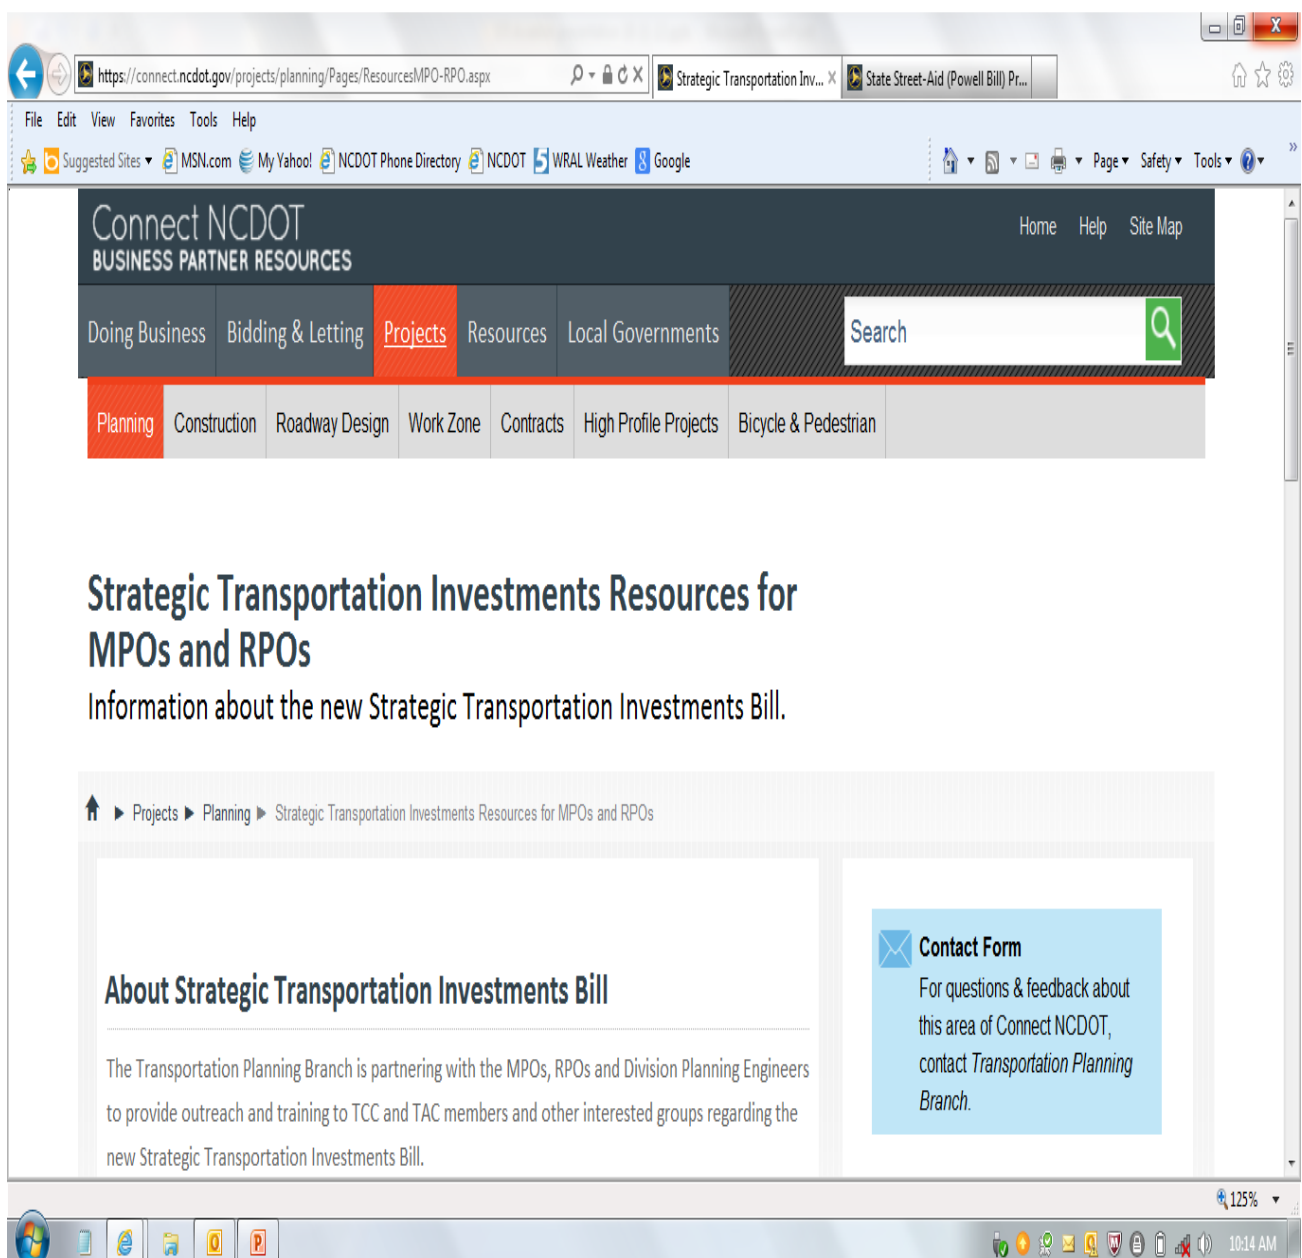 https://connect.ncdot.gov/projects/planning/Pages/ResourcesMPO-RPO.aspx
Strategic Transportation Inv...
State Street-Aid (Powell Bill) Pr...
File Edit View Favorites Tools Help
Suggested Sites MSN.com My Yahoo! NCDOT Phone Directory NCDOT WRAL Weather Google
Page Safety Tools
Connect NCDOT
BUSINESS PARTNER RESOURCES
Home Help Site Map
Doing Business Bidding & Letting Projects Resources Local Governments
Search
Planning Construction Roadway Design Work Zone Contracts High Profile Projects Bicycle & Pedestrian
Strategic Transportation Investments Resources for
MPOs and RPOs
Information about the new Strategic Transportation Investments Bill.
Projects Planning Strategic Transportation Investments Resources for MPOs and RPOs
About Strategic Transportation Investments Bill
The Transportation Planning Branch is partnering with the MPOs, RPOs and Division Planning Engineers
to provide outreach and training to TCC and TAC members and other interested groups regarding the
new Strategic Transportation Investments Bill.
Contact Form
For questions & feedback about
this area of Connect NCDOT,
contact Transportation Planning
Branch.
125%
10:14 AM